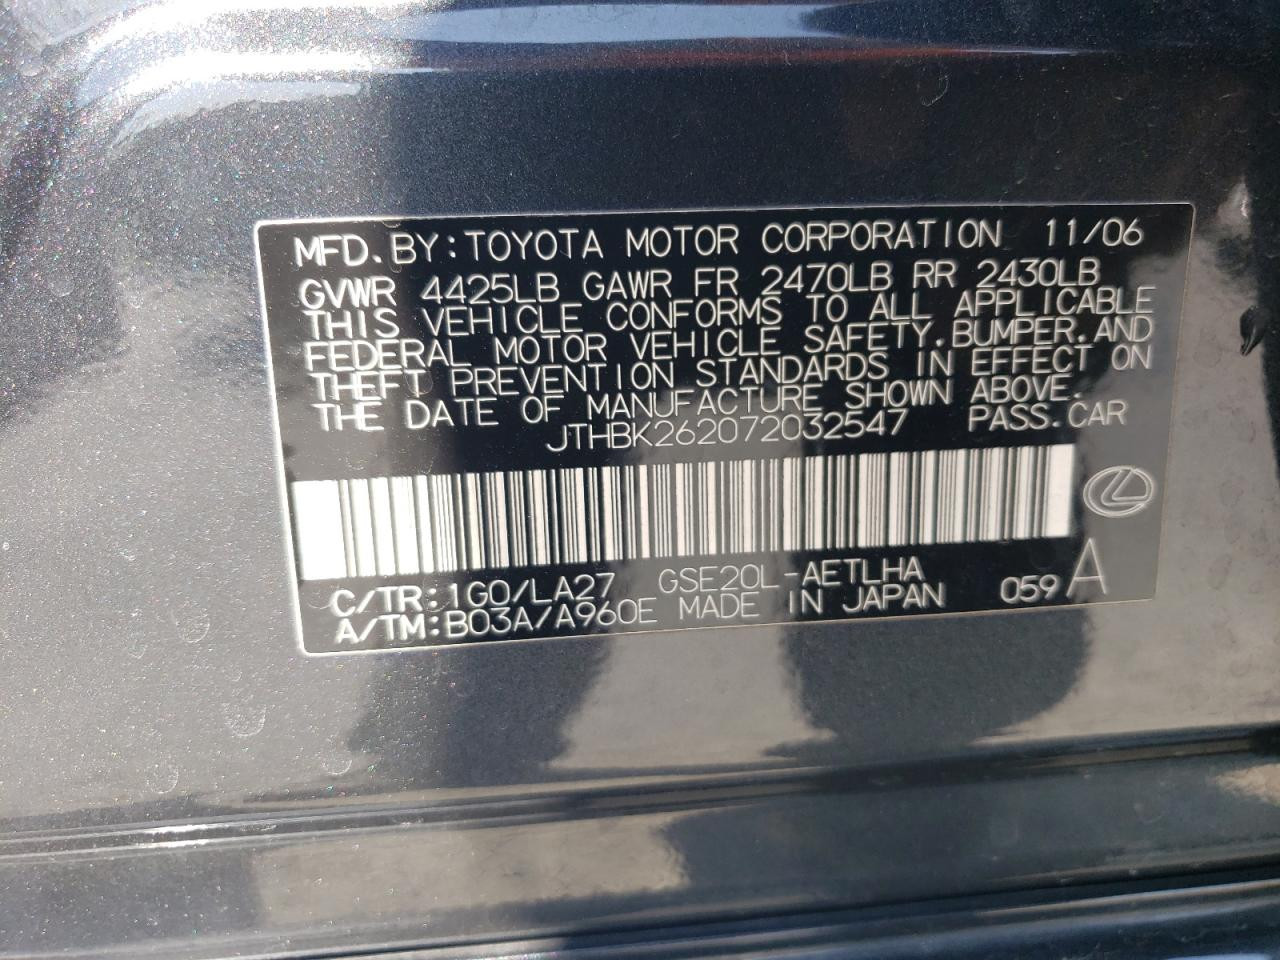 MFD. BY: TOYOTA MOTOR CORPORATION 11/06
GVWR 4425LB GAWR FR 2470LB RR 2430LB
THIS VEHICLE CONFORMS TO ALL APPLICABLE
FEDERAL MOTOR VEHICLE SAFETY, BUMPER, AND
THEFT PREVENTION STANDARDS IN EFFECT ON
THE DATE OF MANUFACTURE SHOWN ABOVE.
JTHBK262072032547 PASS. CAR
C/TR: 1G0/LA27 GSE20L-AETLHA
A/TM: B03A/A960E MADE IN JAPAN 059 A